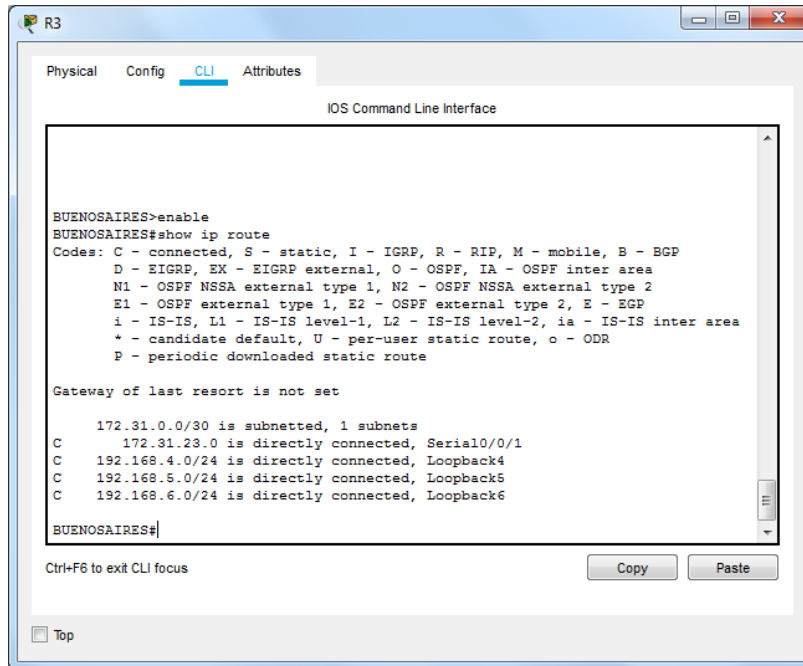 R3
Physical Config CLI Attributes
IOS Command Line Interface
BUENOSAIRES>enable
BUENOSAIRES#show ip route
Codes: C - connected, S - static, I - IGRP, R - RIP, M - mobile, B - BGP
       D - EIGRP, EX - EIGRP external, O - OSPF, IA - OSPF inter area
       N1 - OSPF NSSA external type 1, N2 - OSPF NSSA external type 2
       E1 - OSPF external type 1, E2 - OSPF external type 2, E - EGP
       i - IS-IS, L1 - IS-IS level-1, L2 - IS-IS level-2, ia - IS-IS inter area
       * - candidate default, U - per-user static route, o - ODR
       P - periodic downloaded static route
Gateway of last resort is not set
     172.31.0.0/30 is subnetted, 1 subnets
C       172.31.23.0 is directly connected, Serial0/0/1
C    192.168.4.0/24 is directly connected, Loopback4
C    192.168.5.0/24 is directly connected, Loopback5
C    192.168.6.0/24 is directly connected, Loopback6
BUENOSAIRES#
Ctrl+F6 to exit CLI focus Copy Paste
Top